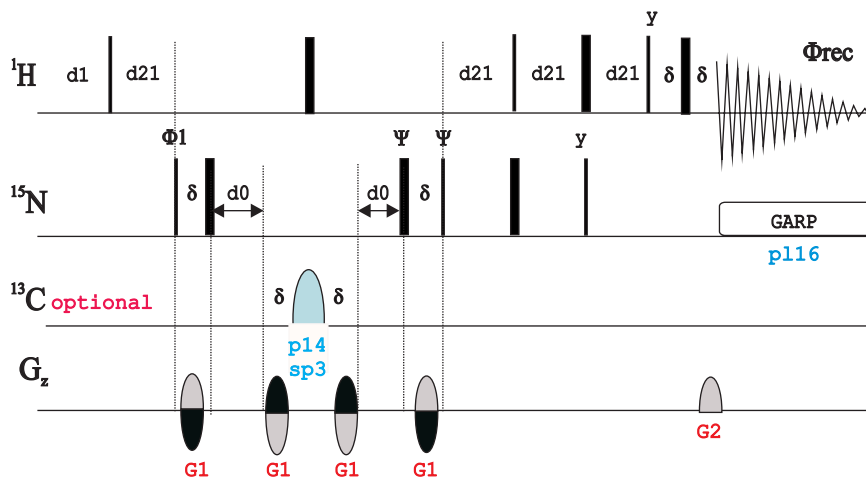 y
¹H d1 d21 d21 d21 d21 δ δ Φrec
Φ1 Ψ Ψ y
¹⁵N δ d0 d0 δ
GARP
pl16
¹³C optional δ δ
p14
sp3
Gz
G2
G1 G1 G1 G1